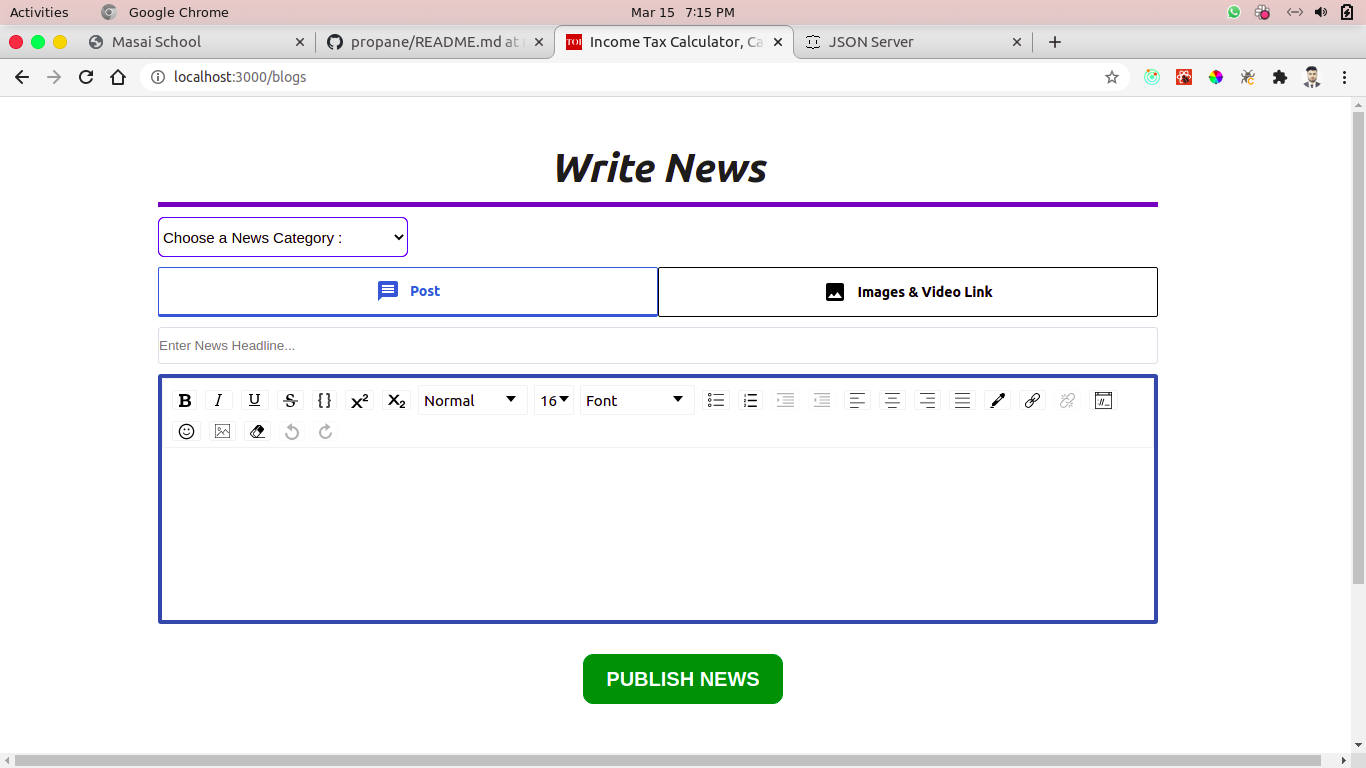 Activities Google Chrome Mar 15 7:15 PM
Masai School propane/README.md at TOI Income Tax Calculator, Ca JSON Server
localhost:3000/blogs
Write News
Choose a News Category :
Post Images & Video Link
Enter News Headline...
B I U S {} X² X₂ Normal 16 Font
PUBLISH NEWS